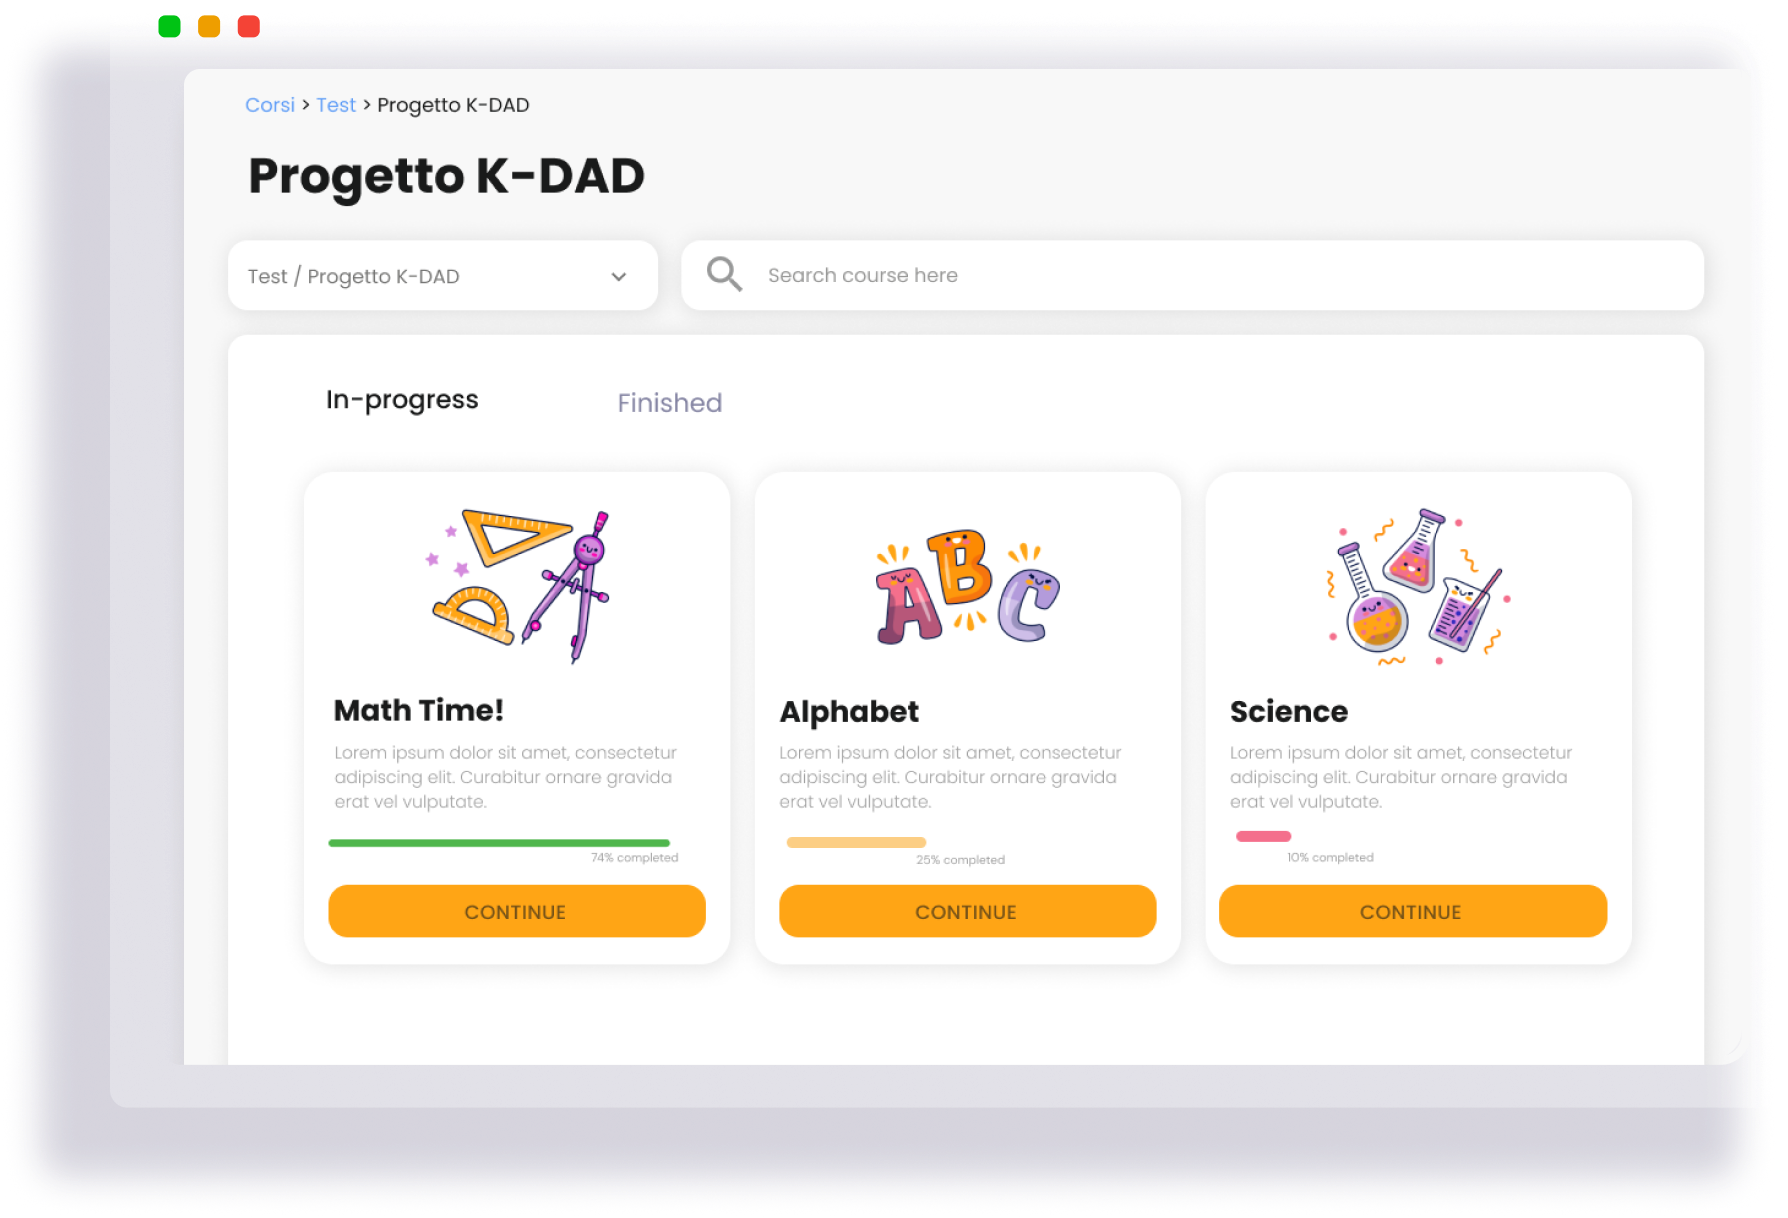 Corsi > Test > Progetto K-DAD
Progetto K-DAD
Test / Progetto K-DAD
Search course here
In-progress
Finished
A B C
Math Time!
Lorem ipsum dolor sit amet, consectetur
adipiscing elit. Curabitur ornare gravida
erat vel vulputate.
74% completed
CONTINUE
Alphabet
Lorem ipsum dolor sit amet, consectetur
adipiscing elit. Curabitur ornare gravida
erat vel vulputate.
25% completed
CONTINUE
Science
Lorem ipsum dolor sit amet, consectetur
adipiscing elit. Curabitur ornare gravida
erat vel vulputate.
10% completed
CONTINUE